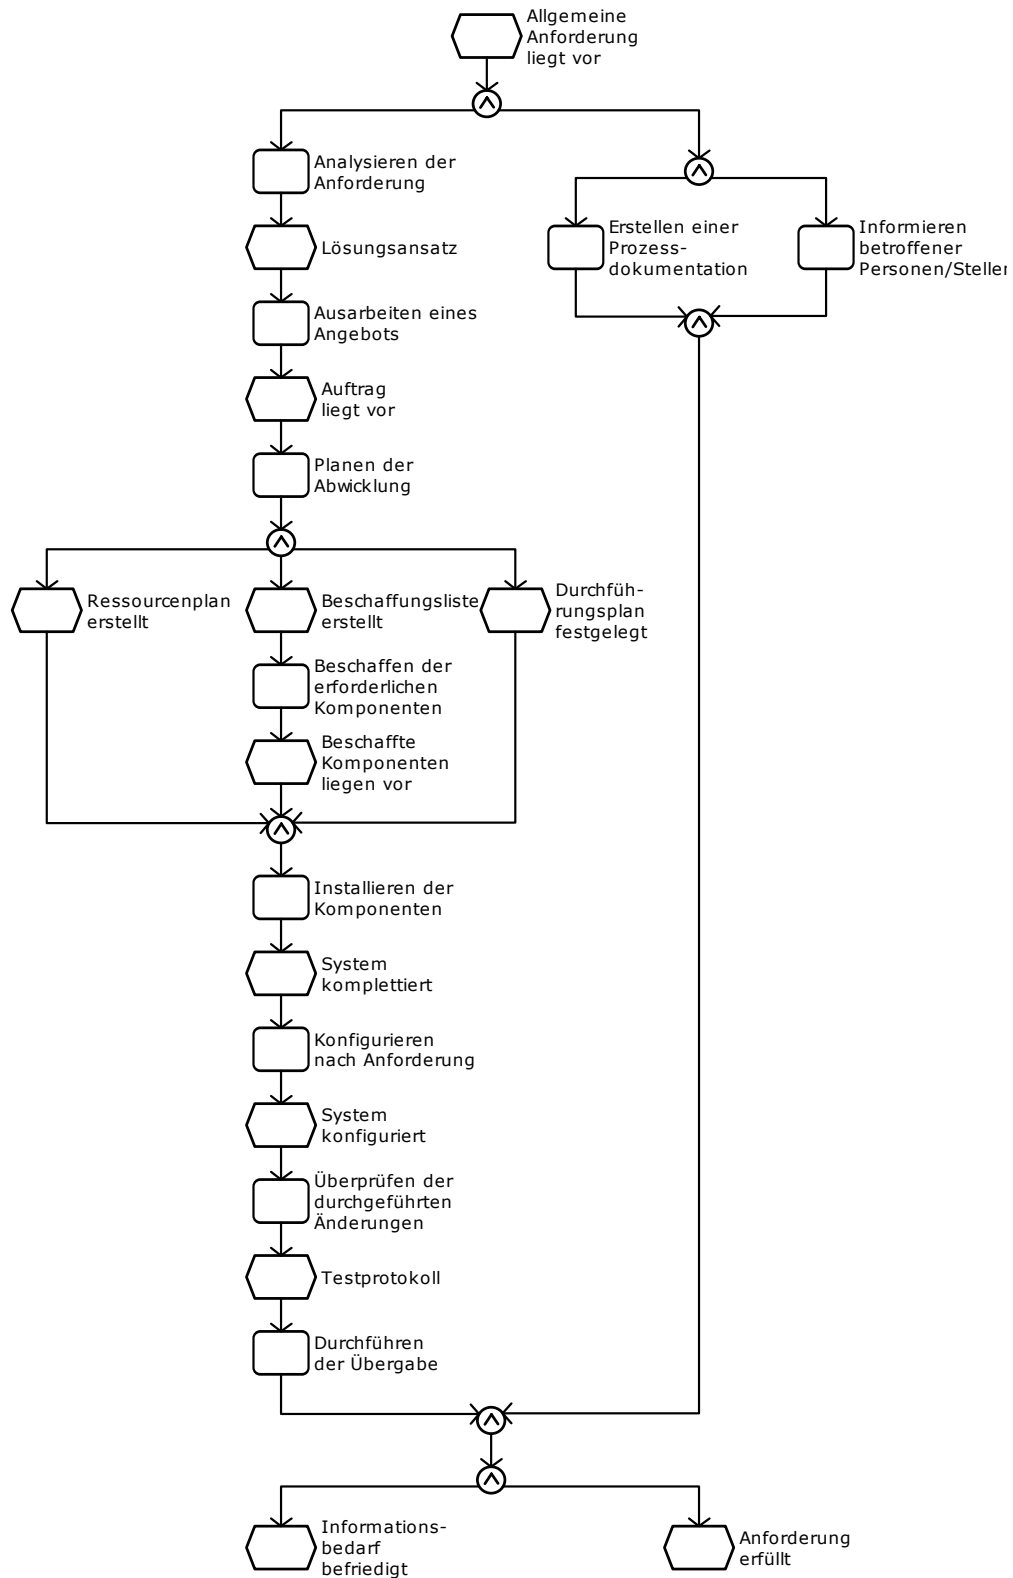 Allgemeine
Anforderung
liegt vor
Analysieren der
Anforderung
Erstellen einer
Prozess-
dokumentation
Informieren
betroffener
Personen/Stellen
Lösungsansatz
Ausarbeiten eines
Angebots
Auftrag
liegt vor
Planen der
Abwicklung
Ressourcenplan
erstellt
Beschaffungsliste
erstellt
Durchfüh-
rungsplan
festgelegt
Beschaffen der
erforderlichen
Komponenten
Beschaffte
Komponenten
liegen vor
Installieren der
Komponenten
System
komplettiert
Konfigurieren
nach Anforderung
System
konfiguriert
Überprüfen der
durchgeführten
Änderungen
Testprotokoll
Durchführen
der Übergabe
Informations-
bedarf
befriedigt
Anforderung
erfüllt